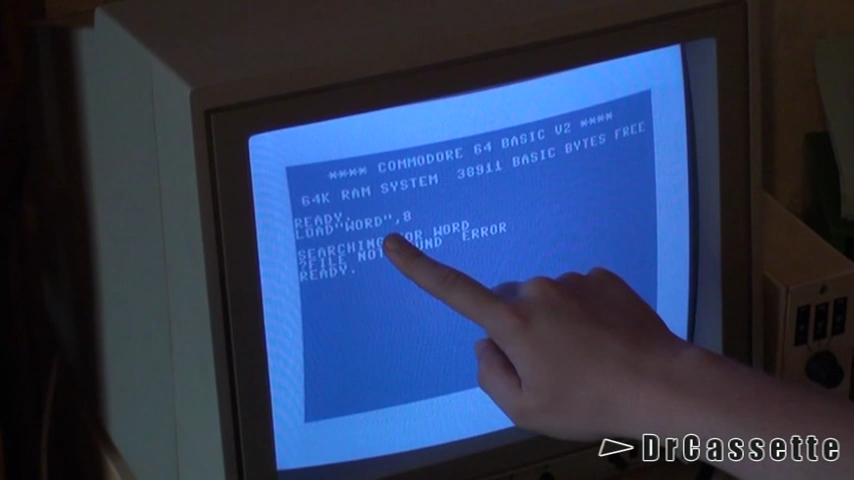 **** COMMODORE 64 BASIC V2 ****
64K RAM SYSTEM 38911 BASIC BYTES FREE
READY.
LOAD"WORD",8
SEARCHING FOR WORD
?FILE NOT FOUND ERROR
READY.
DrCassette